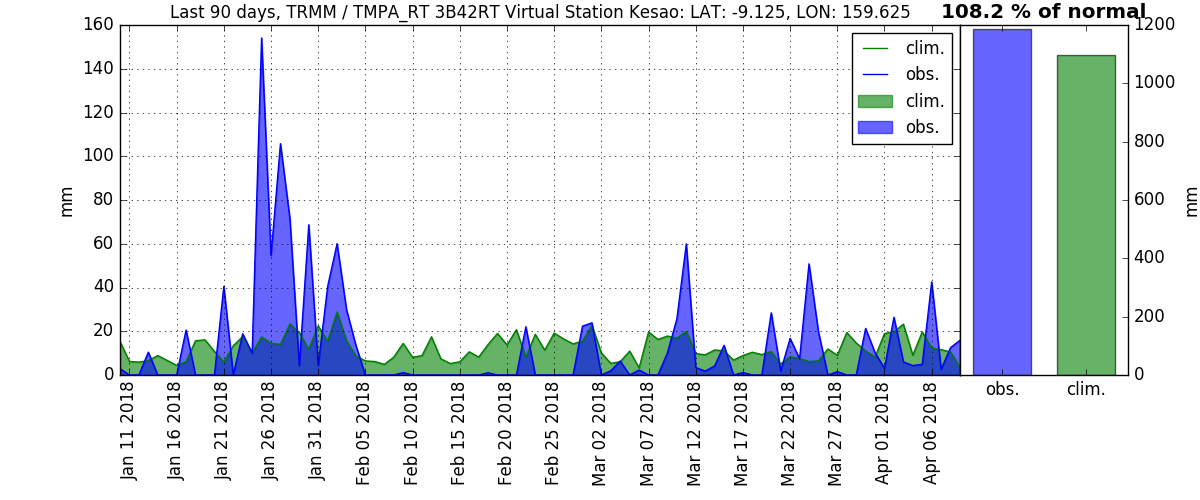 Last 90 days, TRMM / TMPA_RT 3B42RT Virtual Station Kesao: LAT: -9.125, LON: 159.625
108.2 % of normal
160
140
120
100
80
60
40
20
0
mm
clim.
obs.
clim.
obs.
1200
1000
800
600
400
200
0
mm
obs.
clim.
Jan 11 2018
Jan 16 2018
Jan 21 2018
Jan 26 2018
Jan 31 2018
Feb 05 2018
Feb 10 2018
Feb 15 2018
Feb 20 2018
Feb 25 2018
Mar 02 2018
Mar 07 2018
Mar 12 2018
Mar 17 2018
Mar 22 2018
Mar 27 2018
Apr 01 2018
Apr 06 2018